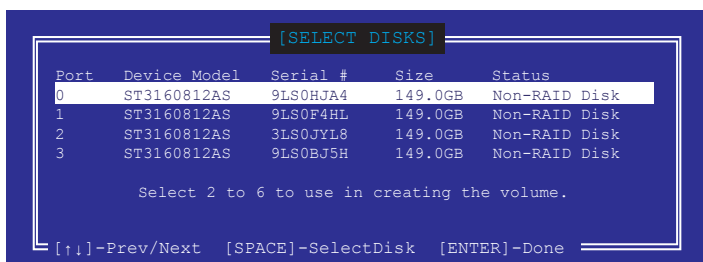 [SELECT DISKS]
Port Device Model Serial # Size Status
0 ST3160812AS 9LS0HJA4 149.0GB Non-RAID Disk
1 ST3160812AS 9LS0F4HL 149.0GB Non-RAID Disk
2 ST3160812AS 3LS0JYL8 149.0GB Non-RAID Disk
3 ST3160812AS 9LS0BJ5H 149.0GB Non-RAID Disk
Select 2 to 6 to use in creating the volume.
[↑↓]-Prev/Next [SPACE]-SelectDisk [ENTER]-Done